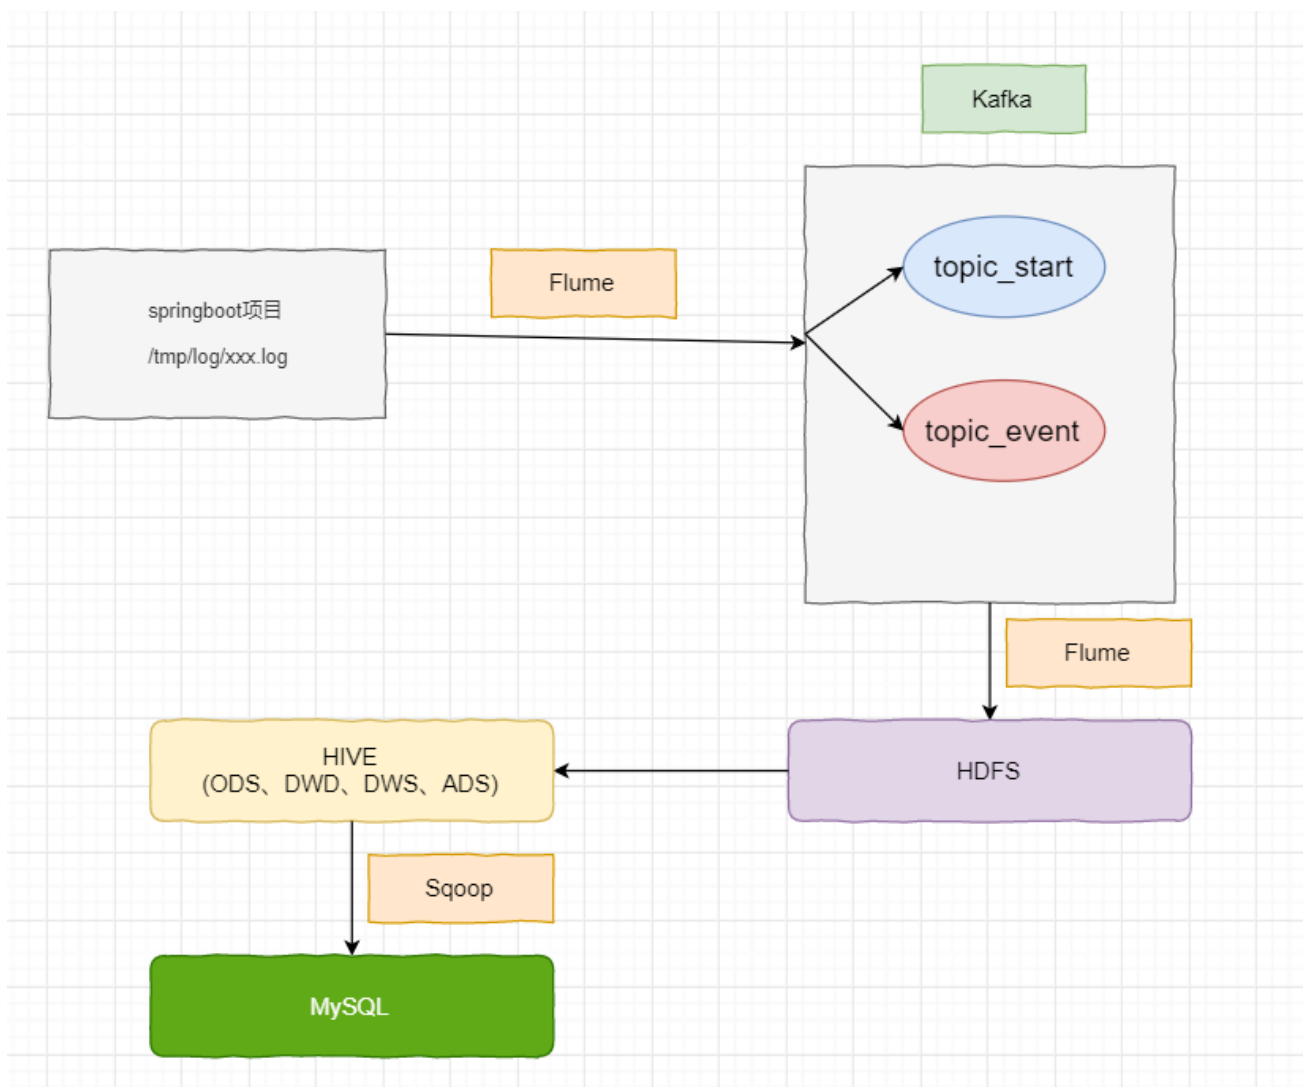 Kafka
topic_start
Flume
springboot项目
/tmp/log/xxx.log
topic_event
Flume
HIVE
(ODS、DWD、DWS、ADS)
HDFS
Sqoop
MySQL